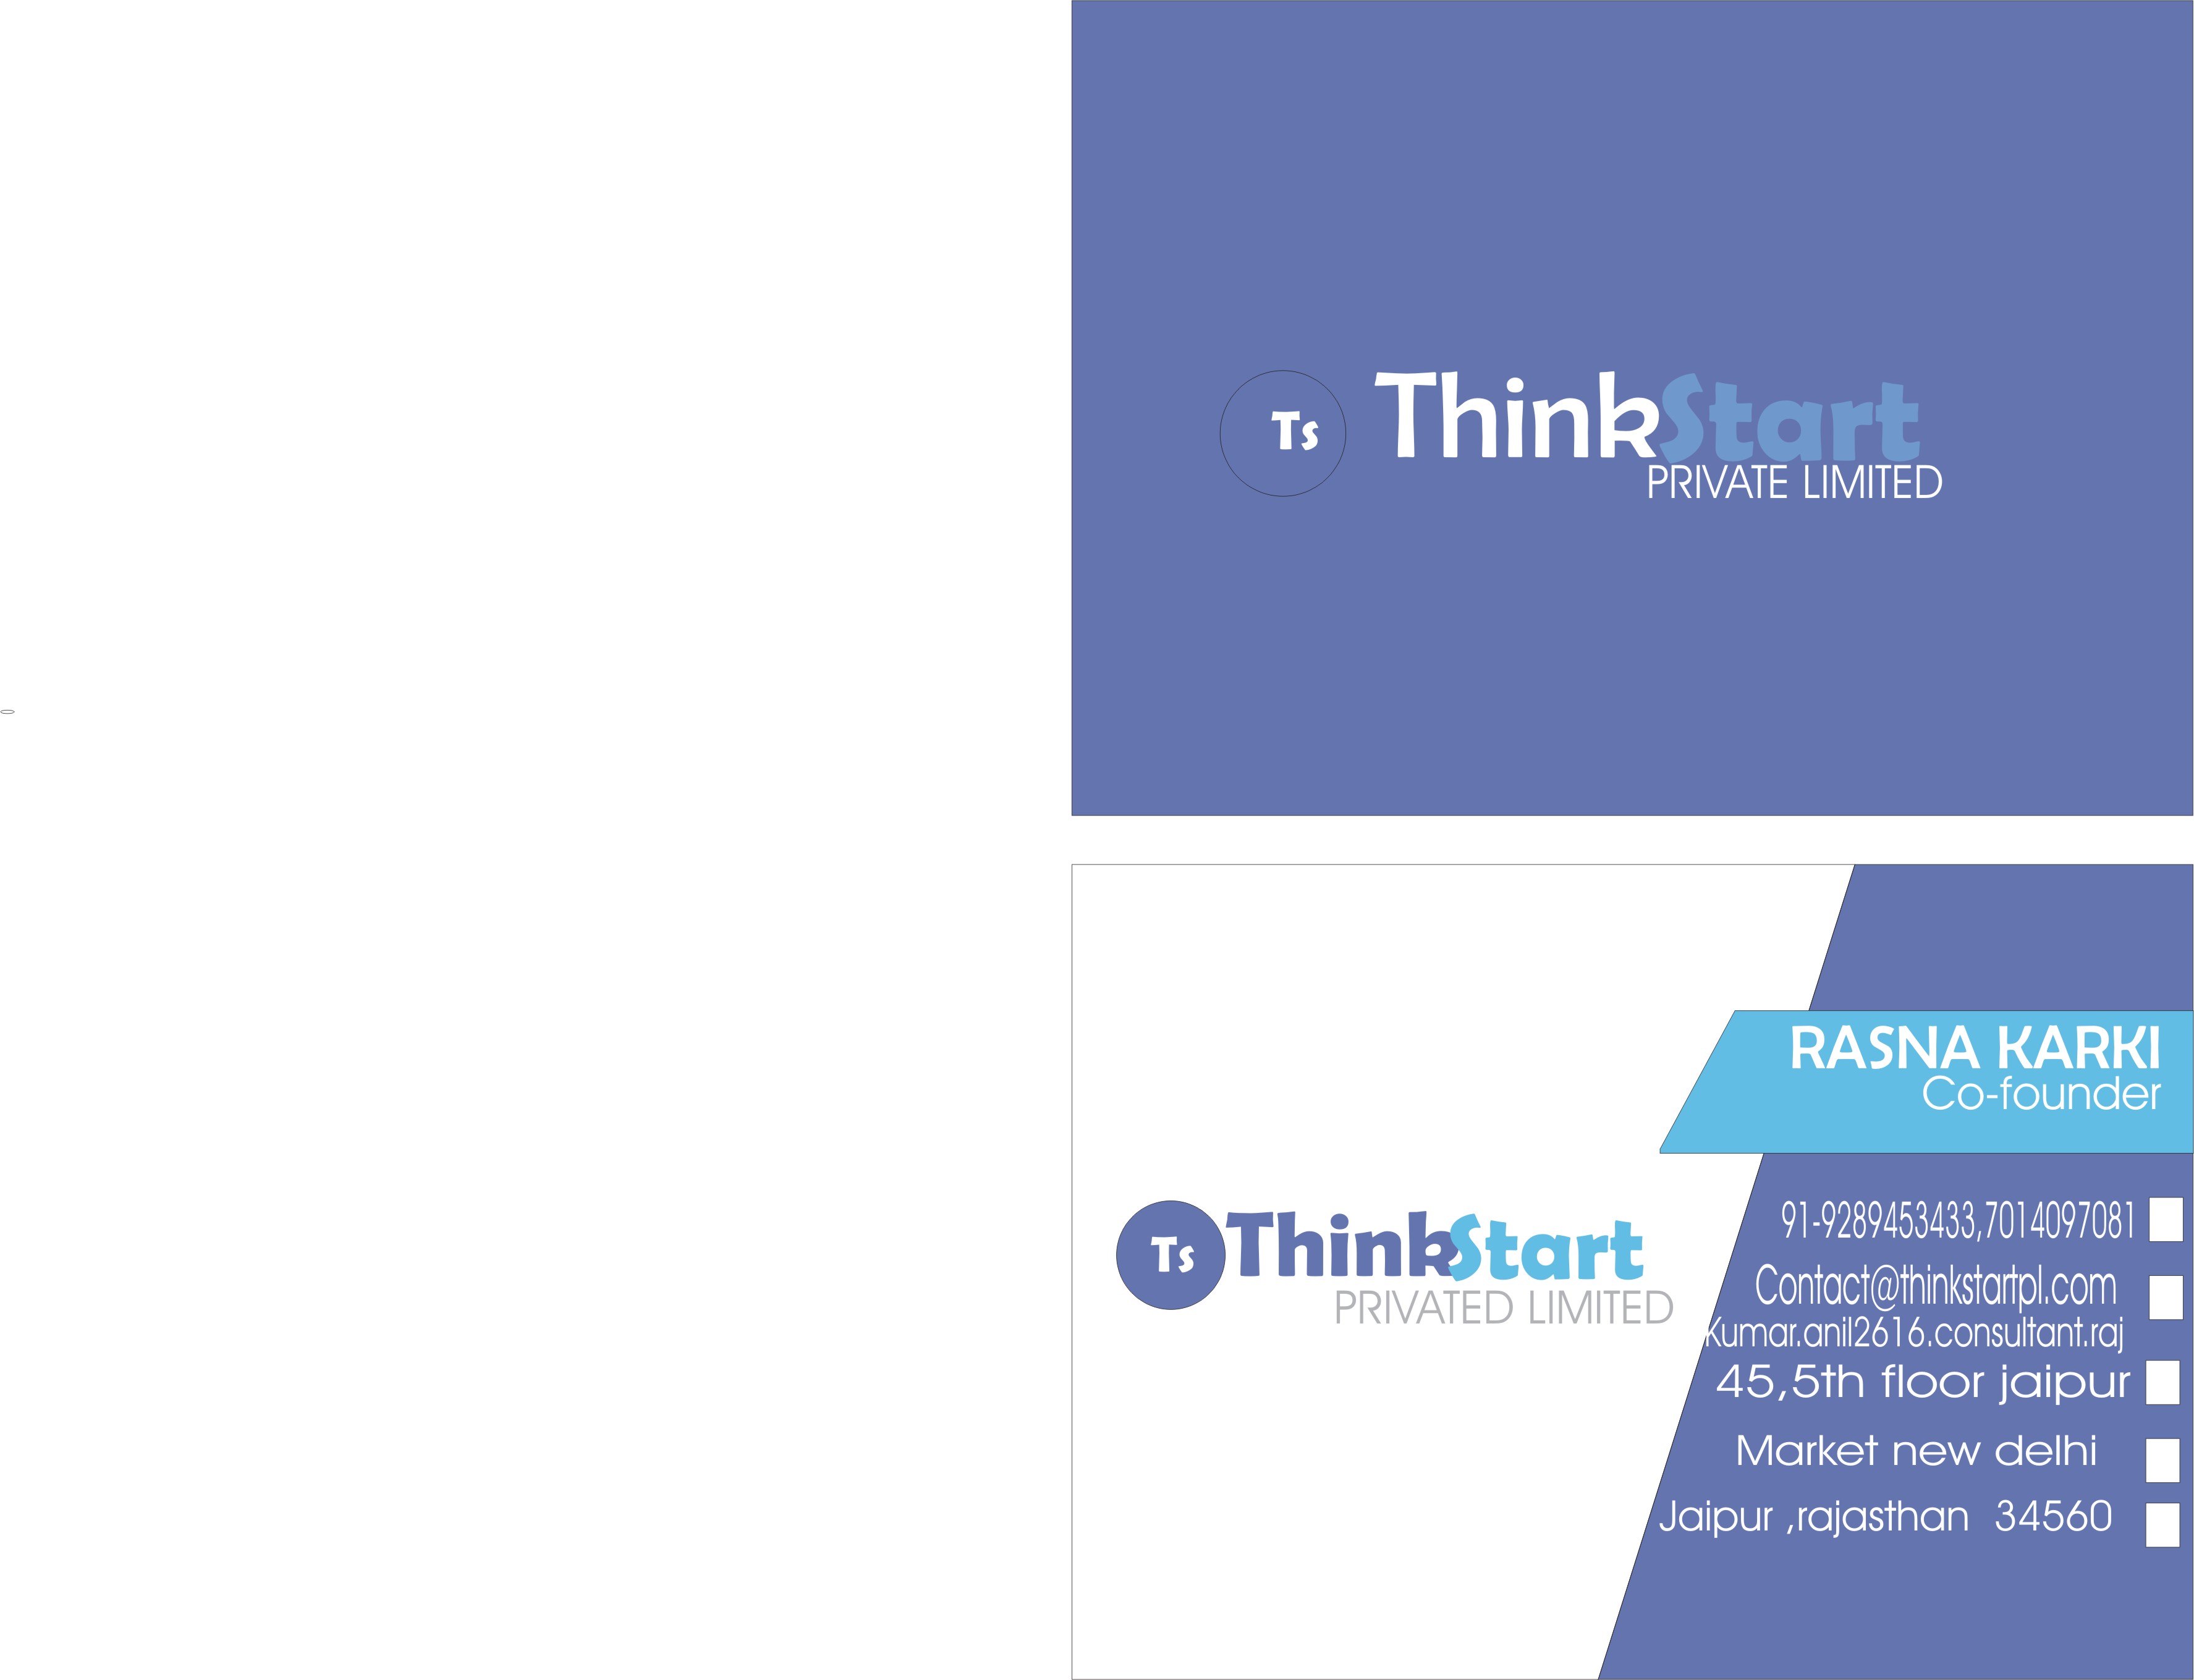 Ts
ThinkStart
PRIVATE LIMITED
RASNA KARKI
Co-founder
Ts
ThinkStart
PRIVATED LIMITED
91-9289453433,7014097081
Contact@thinkstartpl.com
Kumar.anil2616.consultant.raj
45,5th floor jaipur
Market new delhi
Jaipur ,rajasthan 34560